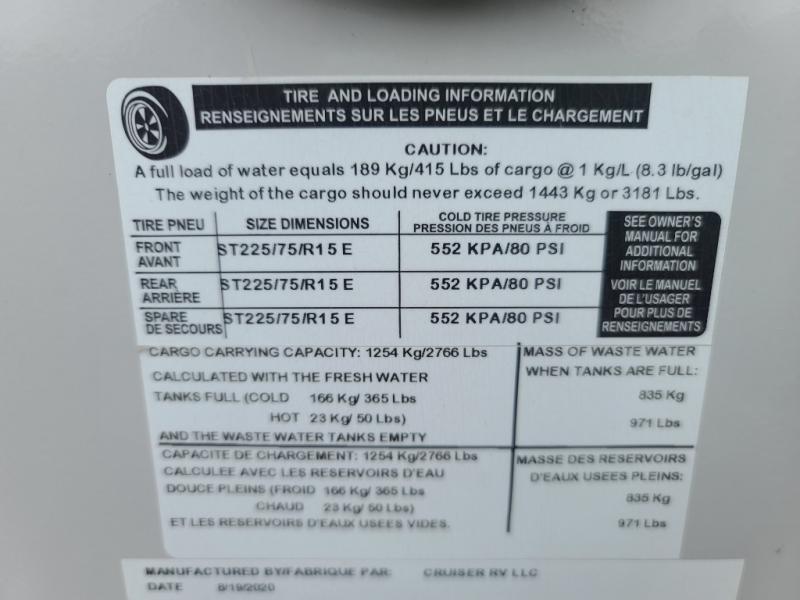 TIRE AND LOADING INFORMATION
RENSEIGNEMENTS SUR LES PNEUS ET LE CHARGEMENT
CAUTION:
A full load of water equals 189 Kg/415 Lbs of cargo @ 1 Kg/L (8.3 lb/gal)
The weight of the cargo should never exceed 1443 Kg or 3181 Lbs.
TIRE PNEU
SIZE DIMENSIONS
COLD TIRE PRESSURE
PRESSION DES PNEUS À FROID
FRONT
AVANT
ST225/75/R15 E
552 KPA/80 PSI
REAR
ARRIÈRE
ST225/75/R15 E
552 KPA/80 PSI
SPARE
DE SECOURS
ST225/75/R15 E
552 KPA/80 PSI
SEE OWNER'S
MANUAL FOR
ADDITIONAL
INFORMATION
VOIR LE MANUEL
DE L'USAGER
POUR PLUS DE
RENSEIGNEMENTS
CARGO CARRYING CAPACITY: 1254 Kg/2766 Lbs
CALCULATED WITH THE FRESH WATER
TANKS FULL (COLD 166 Kg/ 365 Lbs
HOT 23 Kg/ 50 Lbs)
AND THE WASTE WATER TANKS EMPTY
MASS OF WASTE WATER
WHEN TANKS ARE FULL:
835 Kg
971 Lbs
CAPACITE DE CHARGEMENT: 1254 Kg/2766 Lbs
CALCULEE AVEC LES RESERVOIRS D'EAU
DOUCE PLEINS (FROID 166 Kg/ 365 Lbs
CHAUD 23 Kg/ 50 Lbs)
ET LES RESERVOIRS D'EAUX USEES VIDES.
MASSE DES RESERVOIRS
D'EAUX USEES PLEINS:
835 Kg
971 Lbs
MANUFACTURED BY/FABRIQUE PAR: CRUISER RV LLC
DATE 8/19/2020